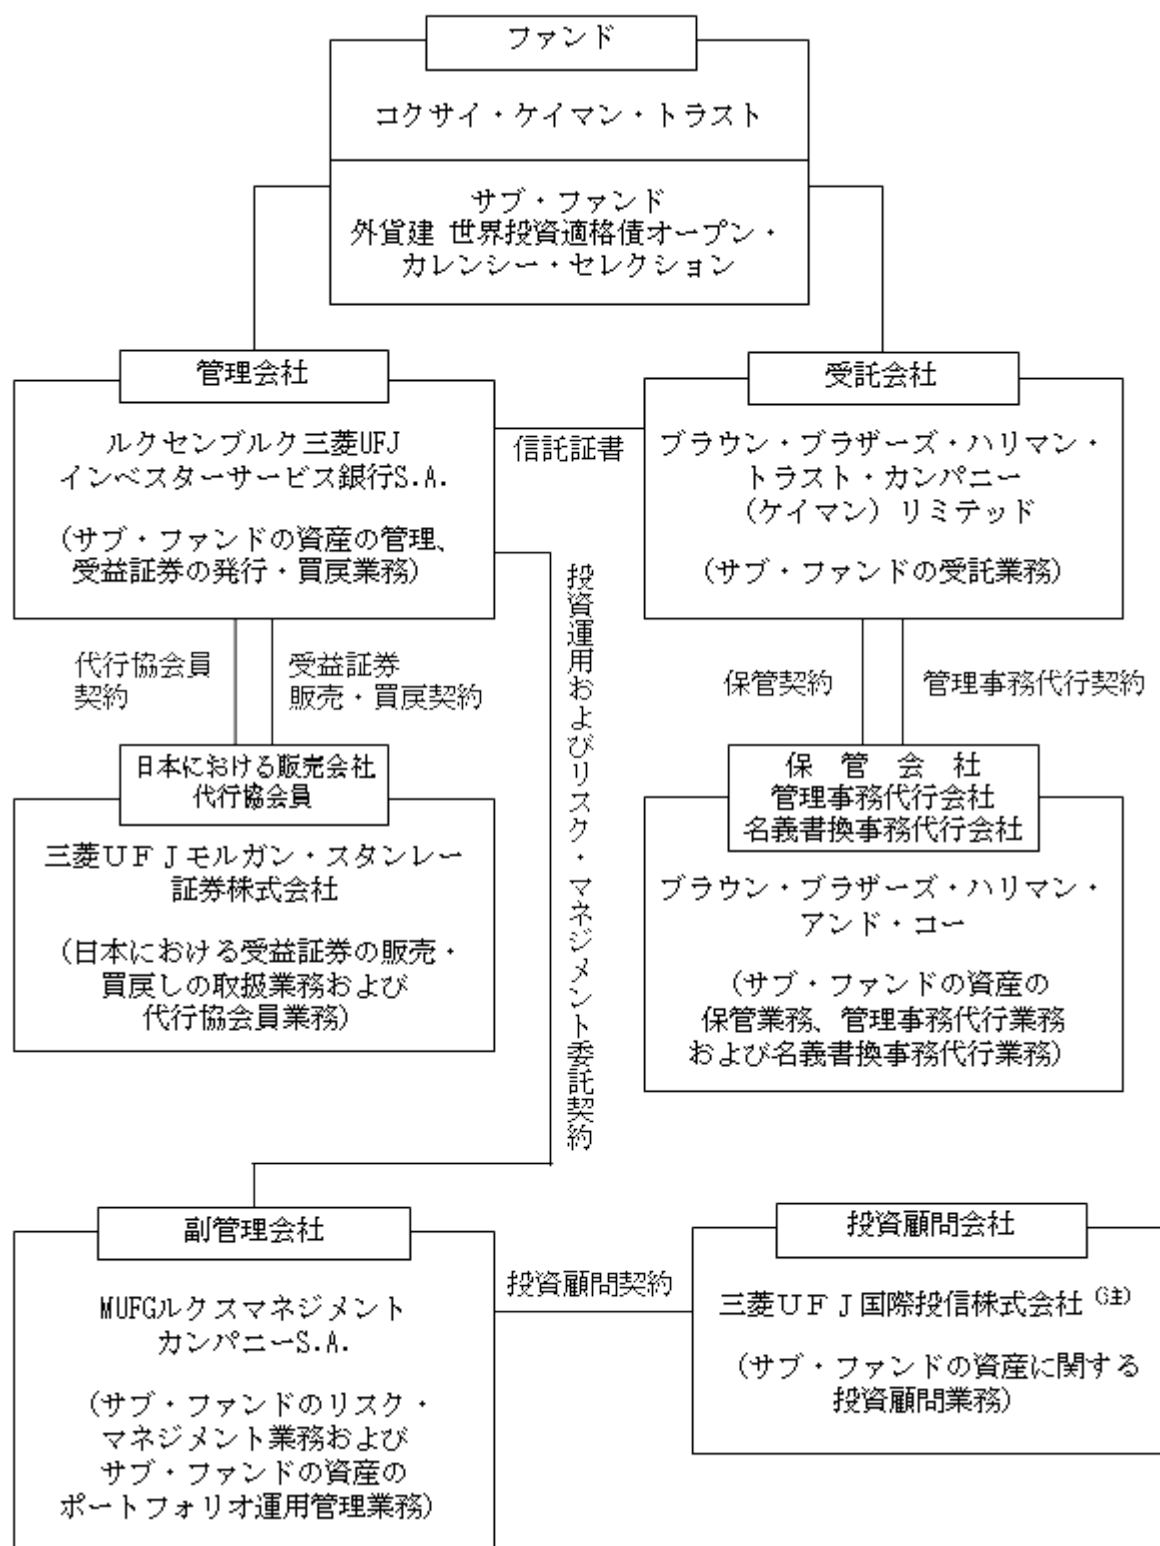 ファンド
コクサイ・ケイマン・トラスト
サブ・ファンド
外貨建 世界投資適格債オープン・
カレンシー・セレクション
管理会社
ルクセンブルク三菱UFJ
インベスターサービス銀行S.A.
(サブ・ファンドの資産の管理、
受益証券の発行・買戻業務)
信託証書
受託会社
ブラウン・ブラザーズ・ハリマン・
トラスト・カンパニー
(ケイマン) リミテッド
(サブ・ファンドの受託業務)
代行協会員
契約
受益証券
販売・買戻契約
投資運用およびリスク・マネジメント委託契約
保管契約
管理事務代行契約
日本における販売会社
代行協会員
三菱UFJモルガン・スタンレー
証券株式会社
(日本における受益証券の販売・
買戻しの取扱業務および
代行協会員業務)
保 管 会 社
管理事務代行会社
名義書換事務代行会社
ブラウン・ブラザーズ・ハリマン・
アンド・コー
(サブ・ファンドの資産の
保管業務、管理事務代行業務
および名義書換事務代行業務)
副管理会社
MUFGルクスマネジメント
カンパニーS.A.
(サブ・ファンドのリスク・
マネジメント業務および
サブ・ファンドの資産の
ポートフォリオ運用管理業務)
投資顧問契約
投資顧問会社
三菱UFJ国際投信株式会社 (注)
(サブ・ファンドの資産に関する
投資顧問業務)